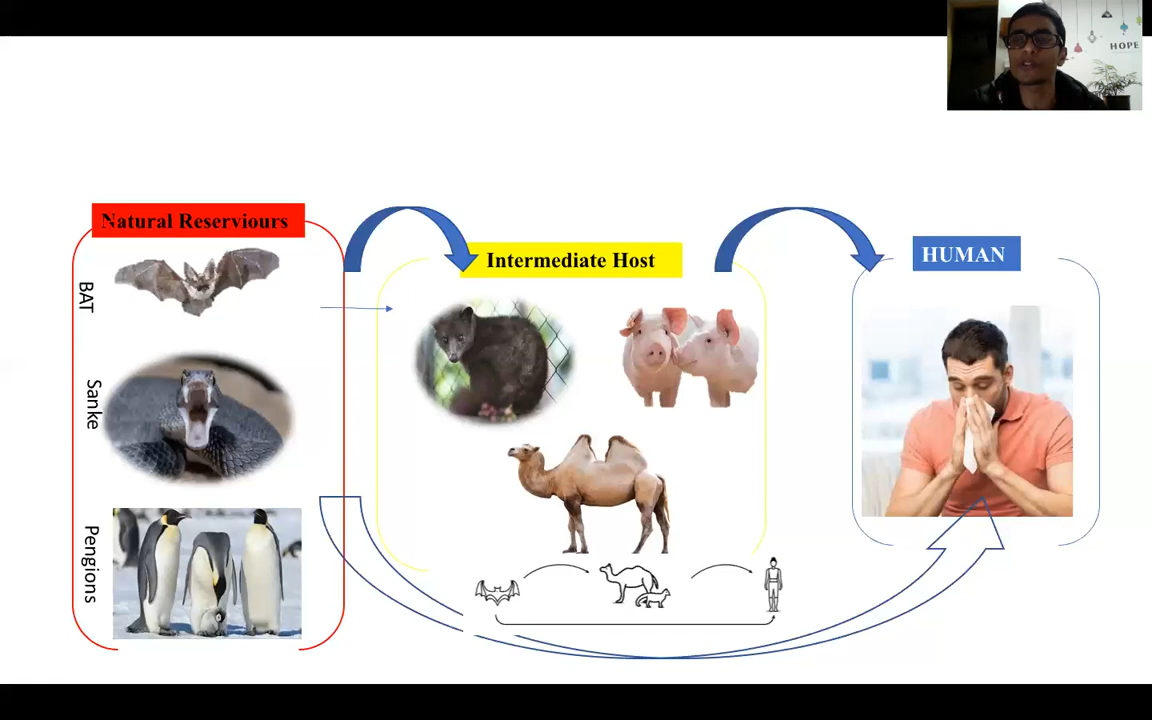 HOPE
Natural Reserviours
Intermediate Host
HUMAN
BAT
Sanke
Pengions